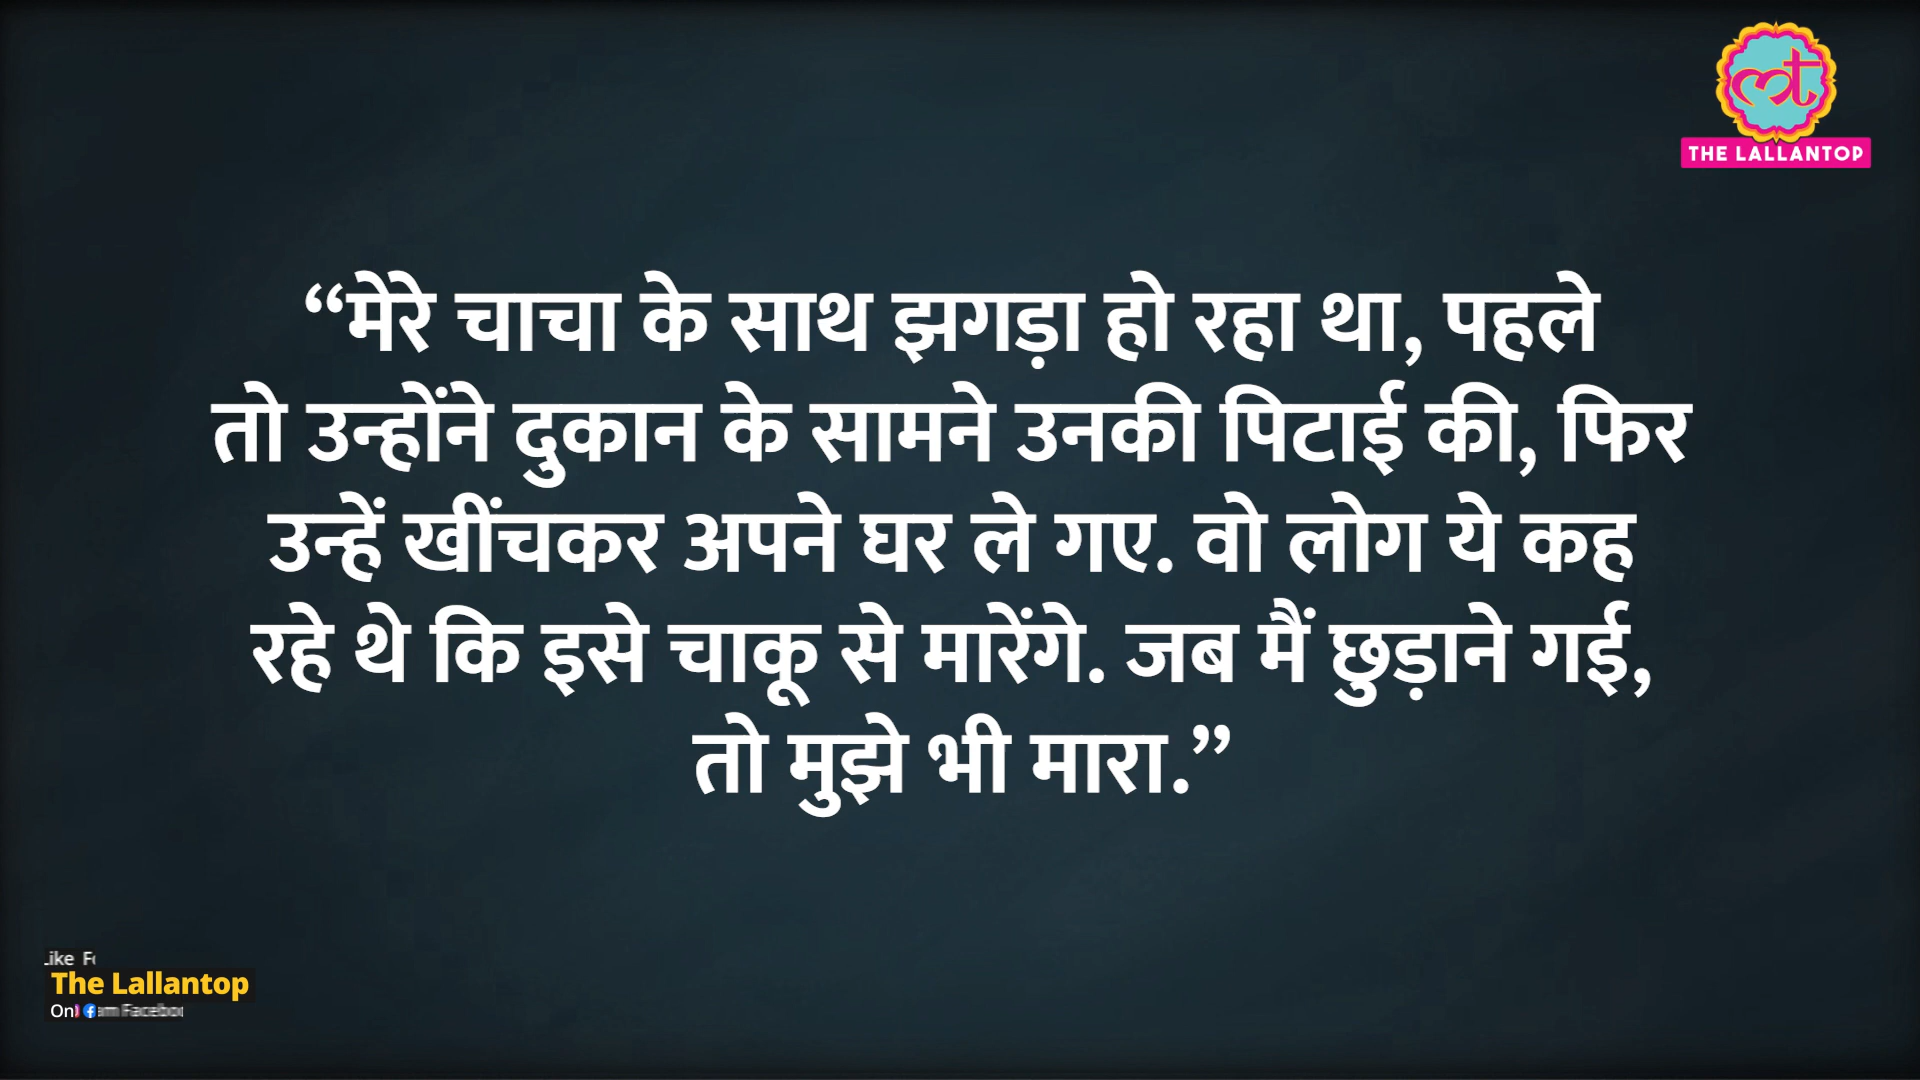 THE LALLANTOP
“मेरे चाचा के साथ झगड़ा हो रहा था, पहले
तो उन्होंने दुकान के सामने उनकी पिटाई की, फिर
उन्हें खींचकर अपने घर ले गए. वो लोग ये कह
रहे थे कि इसे चाकू से मारेंगे. जब मैं छुड़ाने गई,
तो मुझे भी मारा.”
The Lallantop